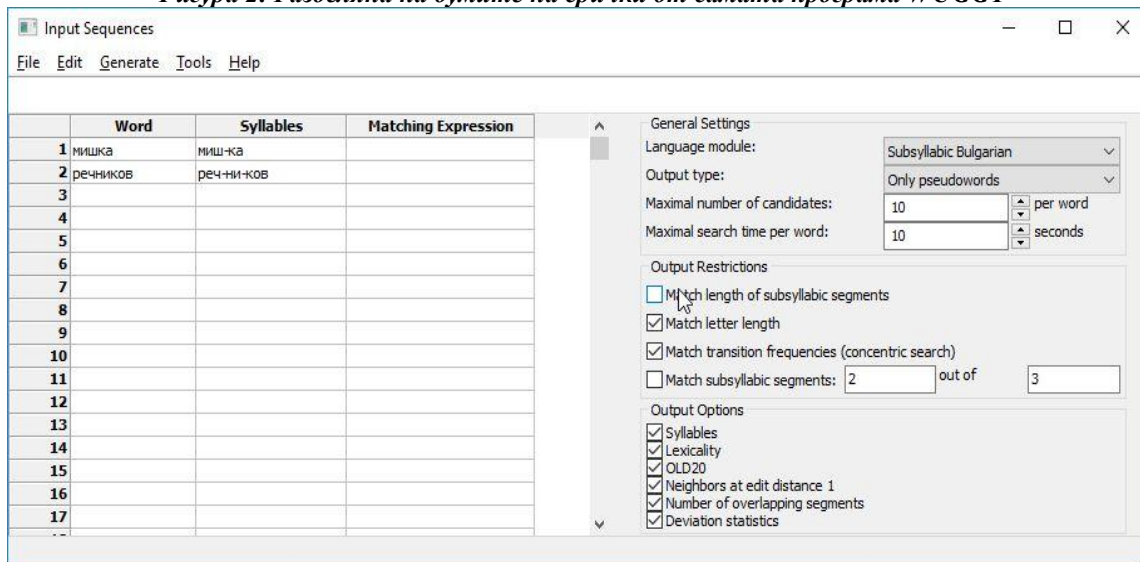 Input Sequences
File Edit Generate Tools Help
Word Syllables Matching Expression
1 мишка миш-ка
2 речников реч-ни-ков
3
4
5
6
7
8
9
10
11
12
13
14
15
16
17
General Settings
Language module: Subsyllabic Bulgarian
Output type: Only pseudowords
Maximal number of candidates: 10 per word
Maximal search time per word: 10 seconds
Output Restrictions
Match length of subsyllabic segments
Match letter length
Match transition frequencies (concentric search)
Match subsyllabic segments: 2 out of 3
Output Options
Syllables
Lexicality
OLD20
Neighbors at edit distance 1
Number of overlapping segments
Deviation statistics